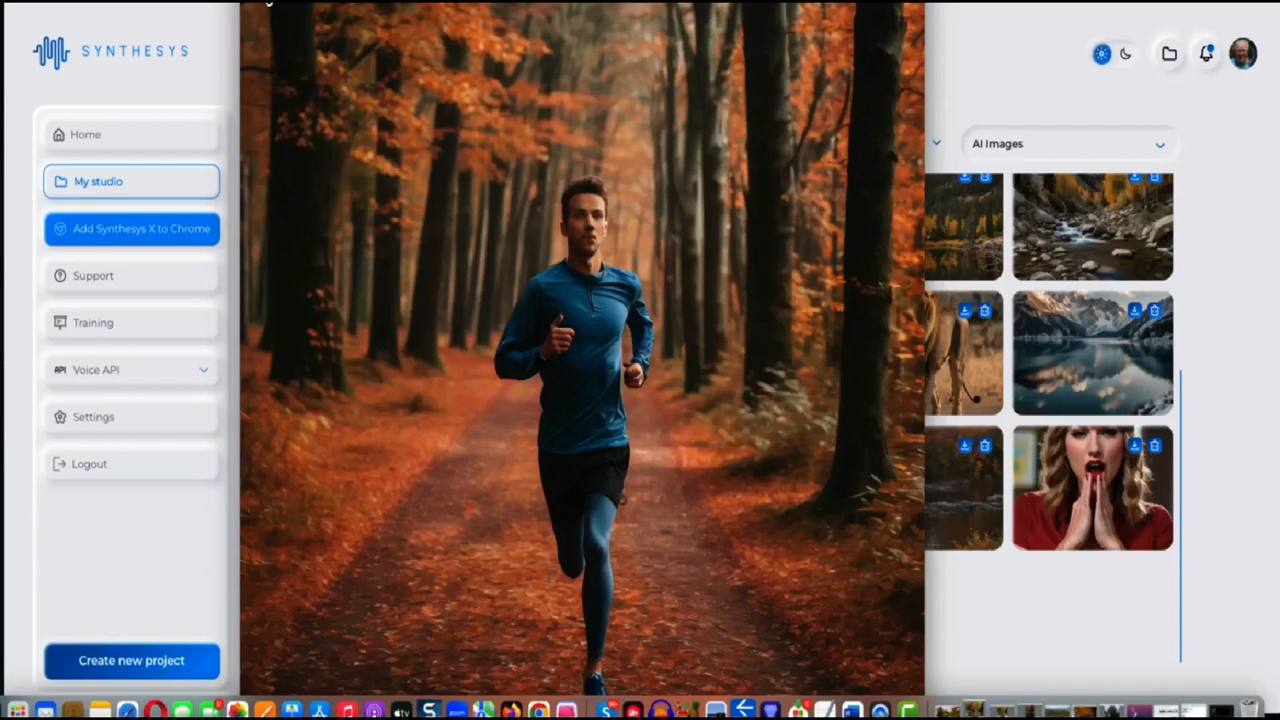 SYNTHESYS
Home
My studio
Add Synthesys X to Chrome
Support
Training
API Voice API
Settings
Logout
Create new project
AI Images